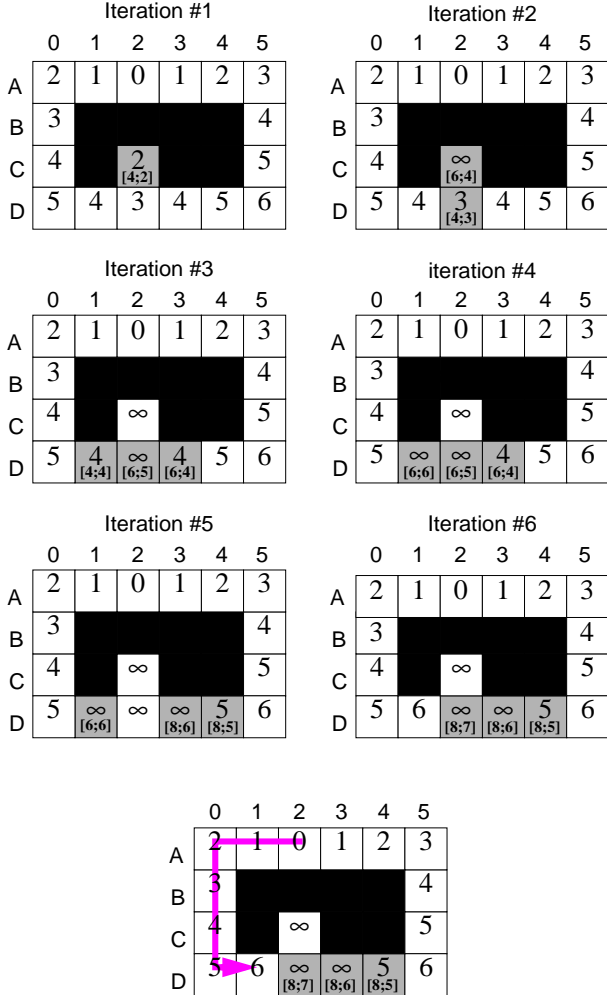 Iteration #1
0 1 2 3 4 5
A 2 1 0 1 2 3
B 3 4
C 4 2 5
[4;2]
D 5 4 3 4 5 6
Iteration #2
0 1 2 3 4 5
A 2 1 0 1 2 3
B 3 4
C 4 ∞ 5
[6;4]
D 5 4 3 4 5 6
[4;3]
Iteration #3
0 1 2 3 4 5
A 2 1 0 1 2 3
B 3 4
C 4 ∞ 5
D 5 4 ∞ 4 5 6
[4;4] [6;5] [6;4]
iteration #4
0 1 2 3 4 5
A 2 1 0 1 2 3
B 3 4
C 4 ∞ 5
D 5 ∞ ∞ 4 5 6
[6;6] [6;5] [6;4]
Iteration #5
0 1 2 3 4 5
A 2 1 0 1 2 3
B 3 4
C 4 ∞ 5
D 5 ∞ ∞ ∞ 5 6
[6;6] [8;6] [8;5]
Iteration #6
0 1 2 3 4 5
A 2 1 0 1 2 3
B 3 4
C 4 ∞ 5
D 5 6 ∞ ∞ 5 6
[8;7] [8;6] [8;5]
0 1 2 3 4 5
A 2 1 0 1 2 3
B 3 4
C 4 ∞ 5
D 5 6 ∞ ∞ 5 6
[8;7] [8;6] [8;5]